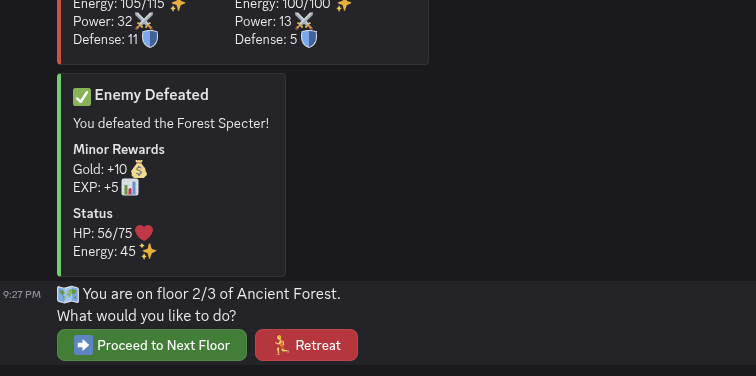 Energy: 105/115 ✨ Energy: 100/100 ✨
Power: 32 ⚔️ Power: 13 ⚔️
Defense: 11 🛡️ Defense: 5 🛡️
✅ Enemy Defeated
You defeated the Forest Specter!
Minor Rewards
Gold: +10 💰
EXP: +5 📊
Status
HP: 56/75 ❤️
Energy: 45 ✨
9:27 PM 🗺️ You are on floor 2/3 of Ancient Forest.
What would you like to do?
➡️ Proceed to Next Floor 🏃 Retreat